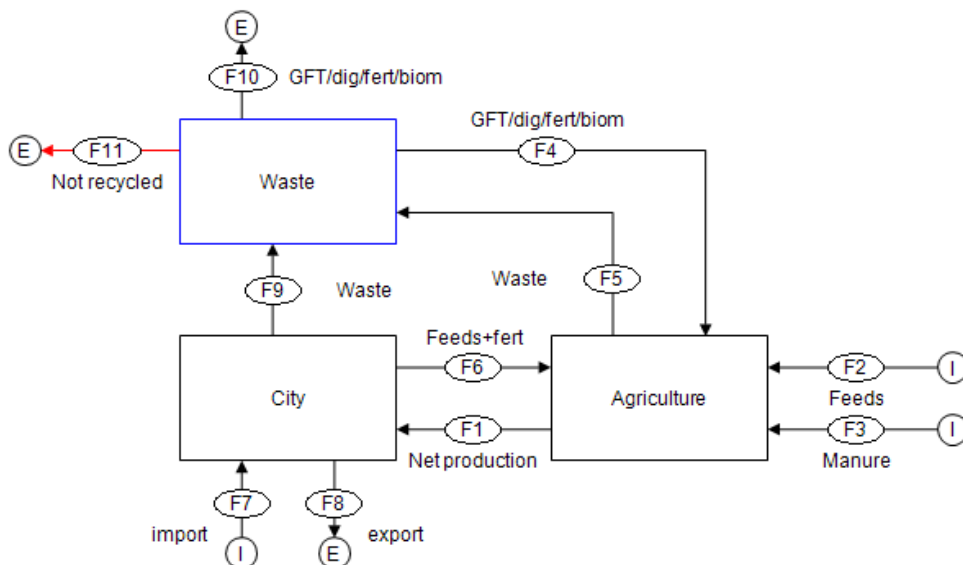 E
F10 GFT/dig/fert/biom
GFT/dig/fert/biom
E F11 F4
Not recycled
Waste
F9 Waste Waste F5
Feeds+fert
City F6 Agriculture F2 I
Feeds
F1 F3 I
Net production Manure
import F7 F8 export
I E